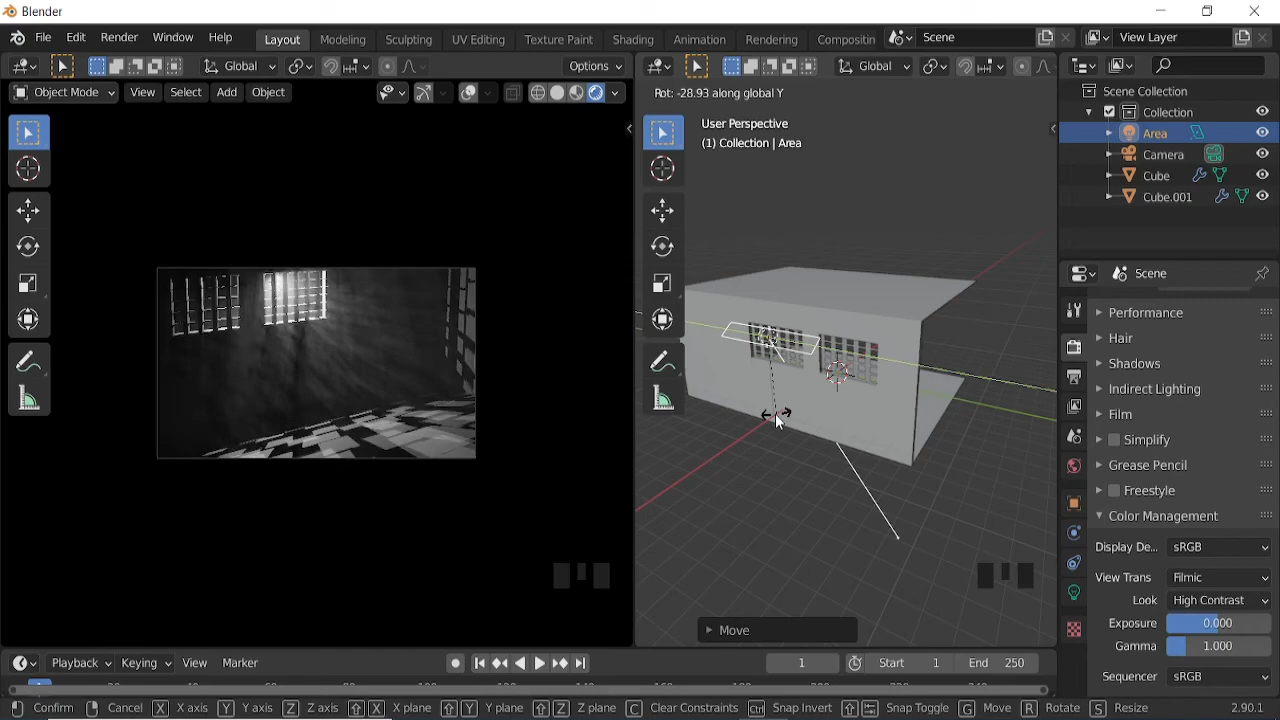 Blender
File Edit Render Window Help
Layout Modeling Sculpting UV Editing Texture Paint Shading Animation Rendering Compositin
Scene
View Layer
Global
Options
Global
Object Mode View Select Add Object
Rot: -28.93 along global Y
User Perspective
(1) Collection | Area
Scene Collection
Collection
Area
Camera
Cube
Cube.001
Scene
Performance
Hair
Shadows
Indirect Lighting
Film
Simplify
Grease Pencil
Freestyle
Color Management
Display De... sRGB
View Trans Filmic
Look High Contrast
Exposure 0.000
Gamma 1.000
Sequencer sRGB
Move
Playback Keying View Marker
1
Start 1
End 250
Confirm Cancel X X axis Y Y axis Z Z axis X X plane Y Y plane Z Z plane C Clear Constraints Ctrl Snap Invert Snap Toggle G Move R Rotate S Resize 2.90.1